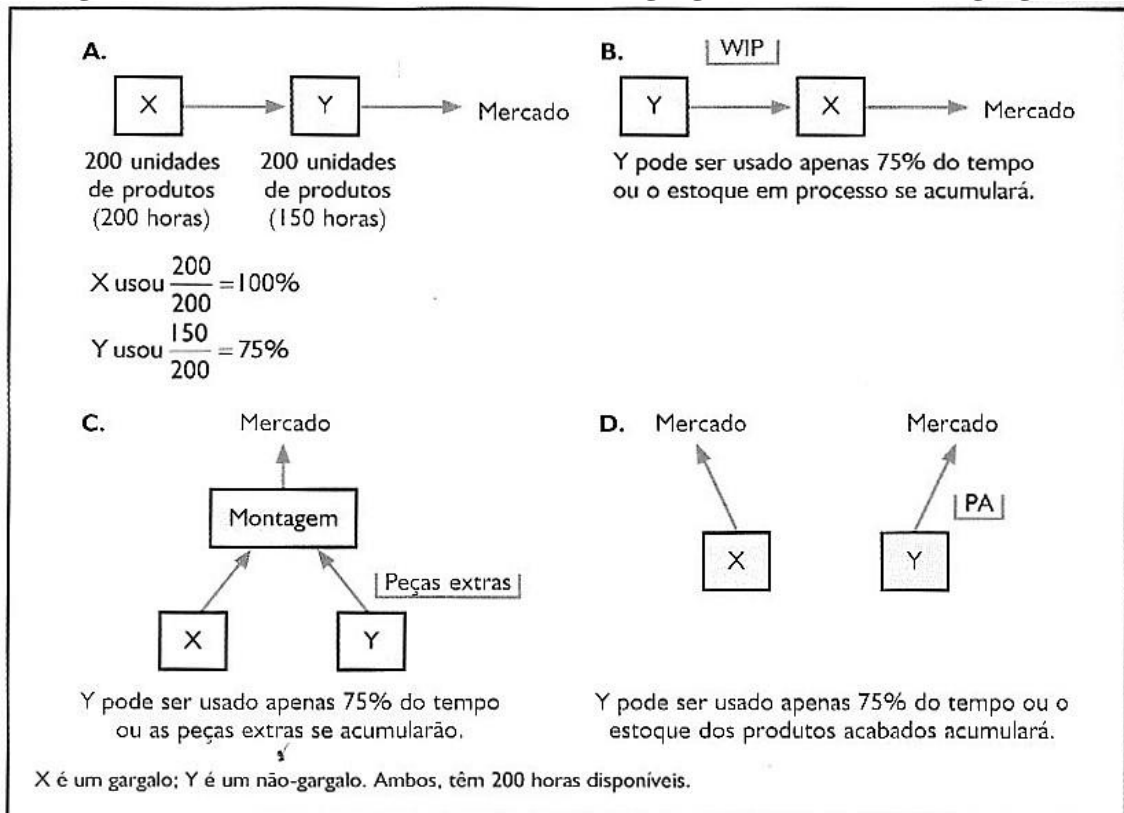 A.
X
Y
Mercado
200 unidades
de produtos
(200 horas)
200 unidades
de produtos
(150 horas)
X usou 200/200 = 100%
Y usou 150/200 = 75%
B.
WIP
Y
X
Mercado
Y pode ser usado apenas 75% do tempo
ou o estoque em processo se acumulará.
C.
Mercado
Montagem
Peças extras
X
Y
Y pode ser usado apenas 75% do tempo
ou as peças extras se acumularão.
D.
Mercado
Mercado
PA
X
Y
Y pode ser usado apenas 75% do tempo ou o
estoque dos produtos acabados acumulará.
X é um gargalo; Y é um não-gargalo. Ambos, têm 200 horas disponíveis.